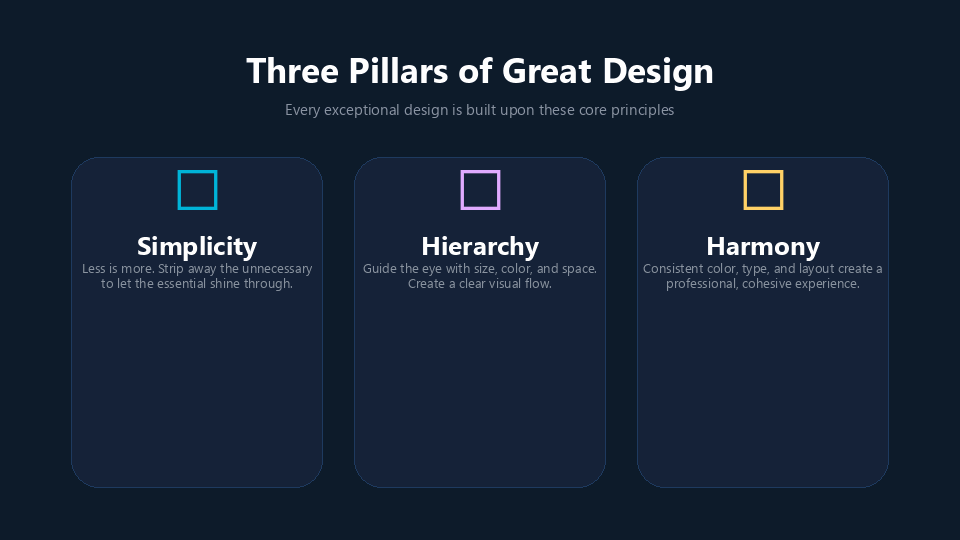 Three Pillars of Great Design
Every exceptional design is built upon these core principles
Simplicity
Less is more. Strip away the unnecessary
to let the essential shine through.
Hierarchy
Guide the eye with size, color, and space.
Create a clear visual flow.
Harmony
Consistent color, type, and layout create a
professional, cohesive experience.